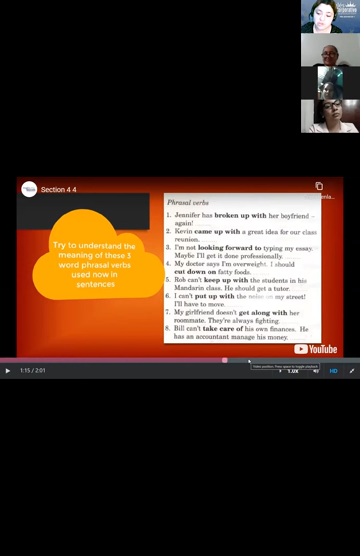 Section 4 4
Try to understand the
meaning of these 3
word phrasal verbs
used now in
sentences
Phrasal verbs
1. Jennifer has broken up with her boyfriend –
again!
2. Kevin came up with a great idea for our class
reunion.
3. I'm not looking forward to typing my essay.
Maybe I'll get it done professionally.
4. My doctor says I'm overweight. I should
cut down on fatty foods.
5. Rob can't keep up with the students in his
Mandarin class. He should get a tutor.
6. I can't put up with the noise on my street!
I'll have to move.
7. My girlfriend doesn't get along with her
roommate. They're always fighting.
8. Bill can't take care of his own finances. He
has an accountant manage his money.
YouTube
1:15 / 2:01
1.0x
HD